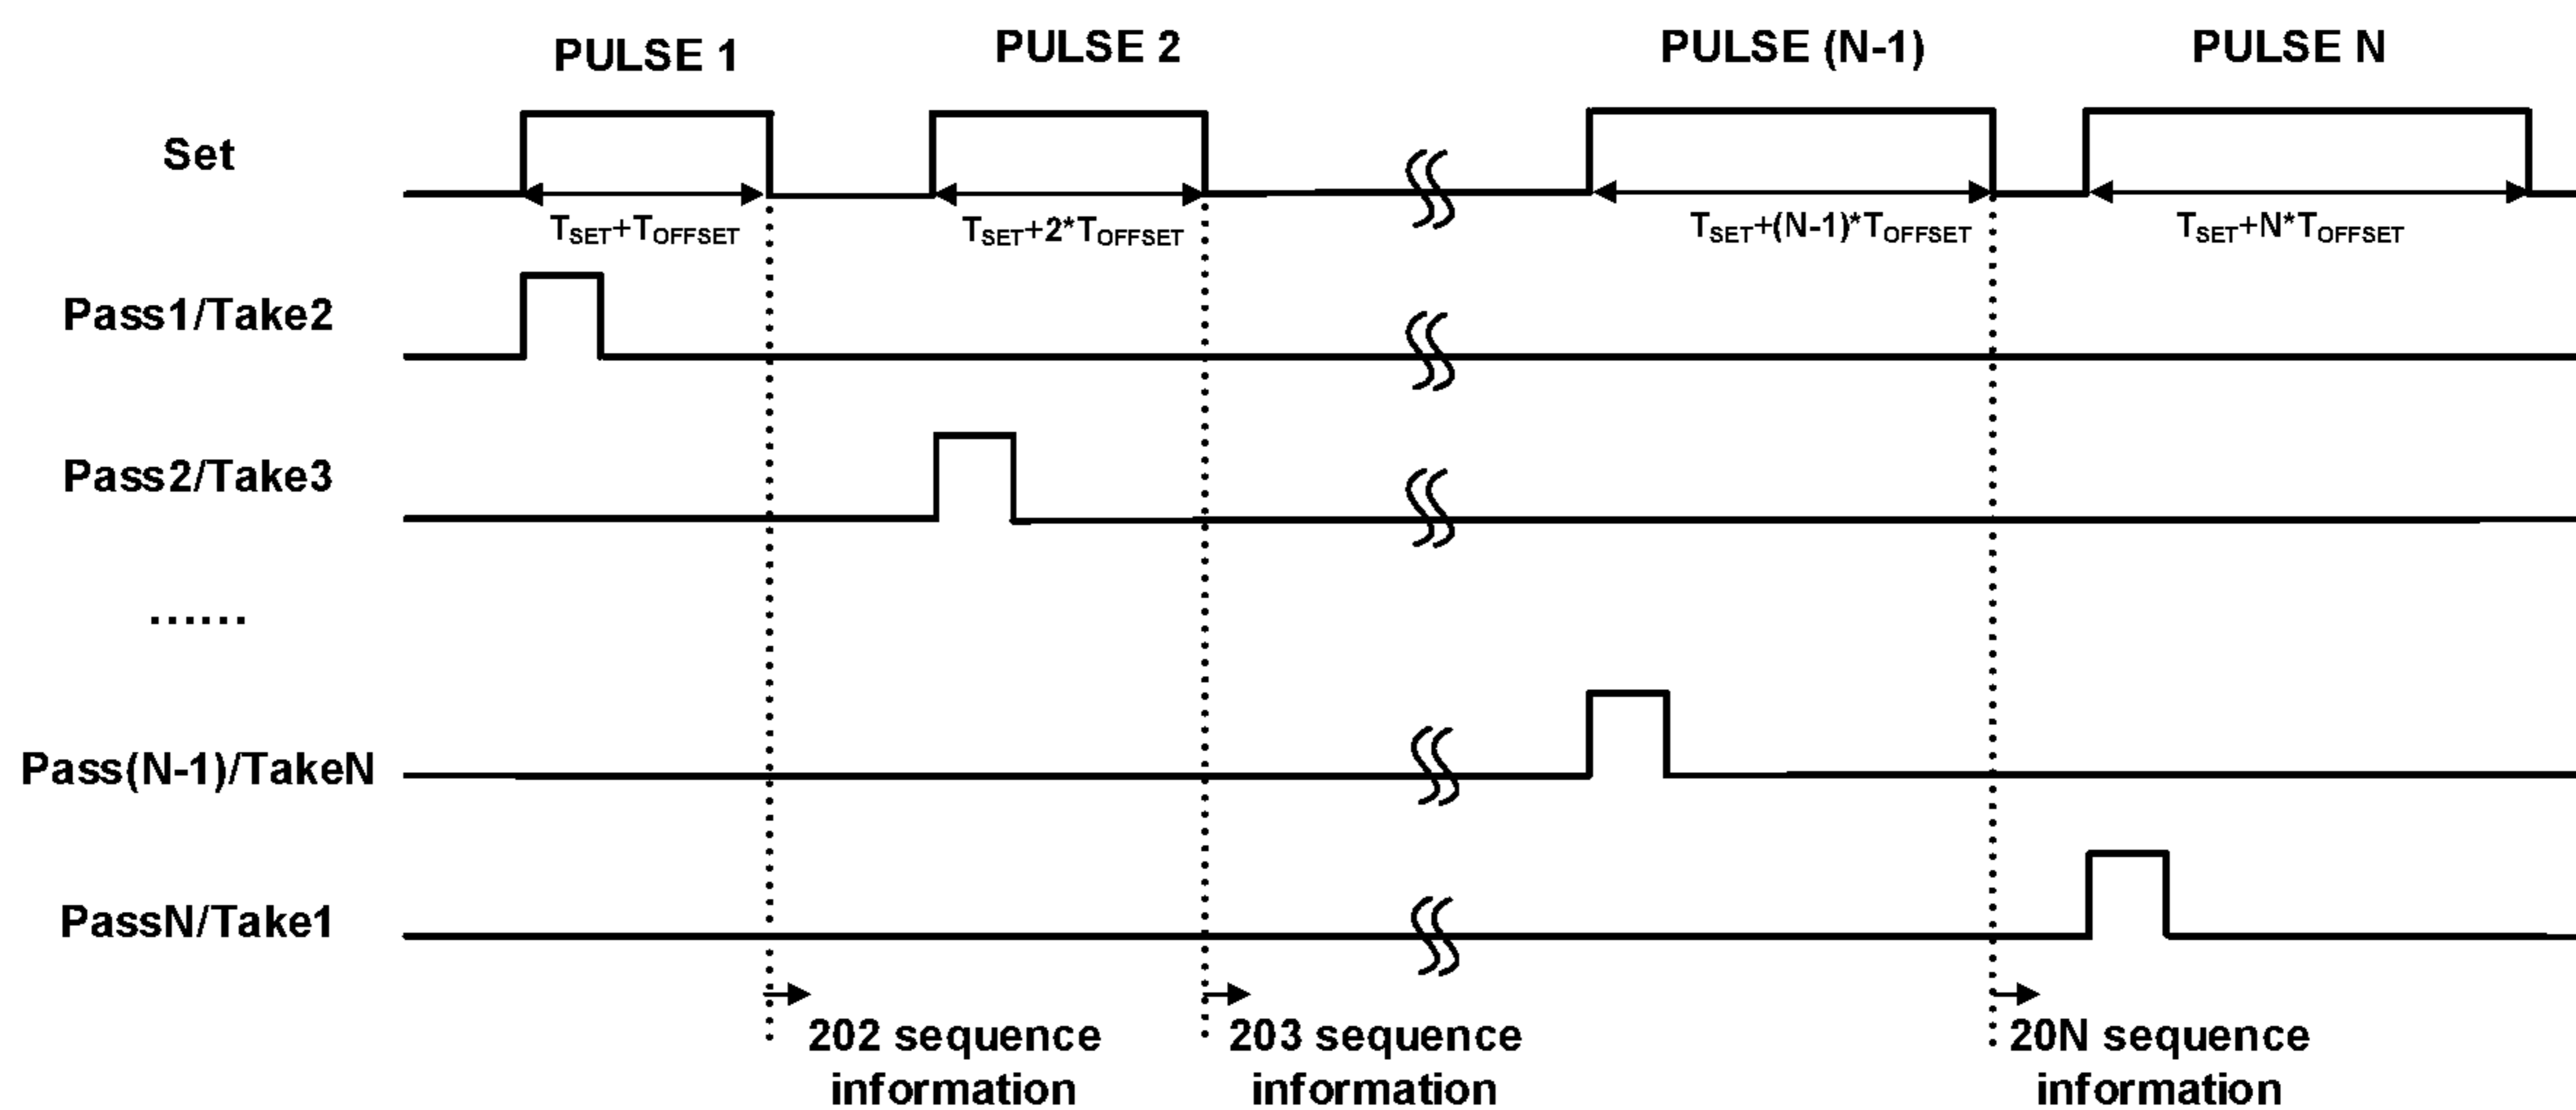 PULSE 1
PULSE 2
PULSE (N-1)
PULSE N
Set
TSET+TOFFSET
TSET+2*TOFFSET
TSET+(N-1)*TOFFSET
TSET+N*TOFFSET
Pass1/Take2
Pass2/Take3
......
Pass(N-1)/TakeN
PassN/Take1
202 sequence
information
203 sequence
information
20N sequence
information